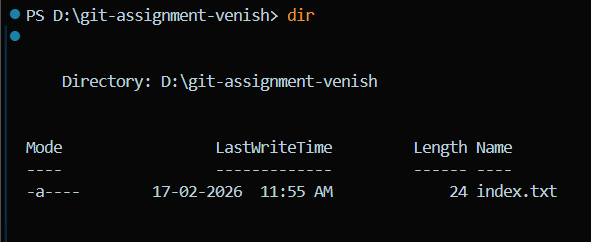 PS D:\git-assignment-venish> dir
Directory: D:\git-assignment-venish
Mode LastWriteTime Length Name
---- ------------- ------ ----
-a---- 17-02-2026 11:55 AM 24 index.txt